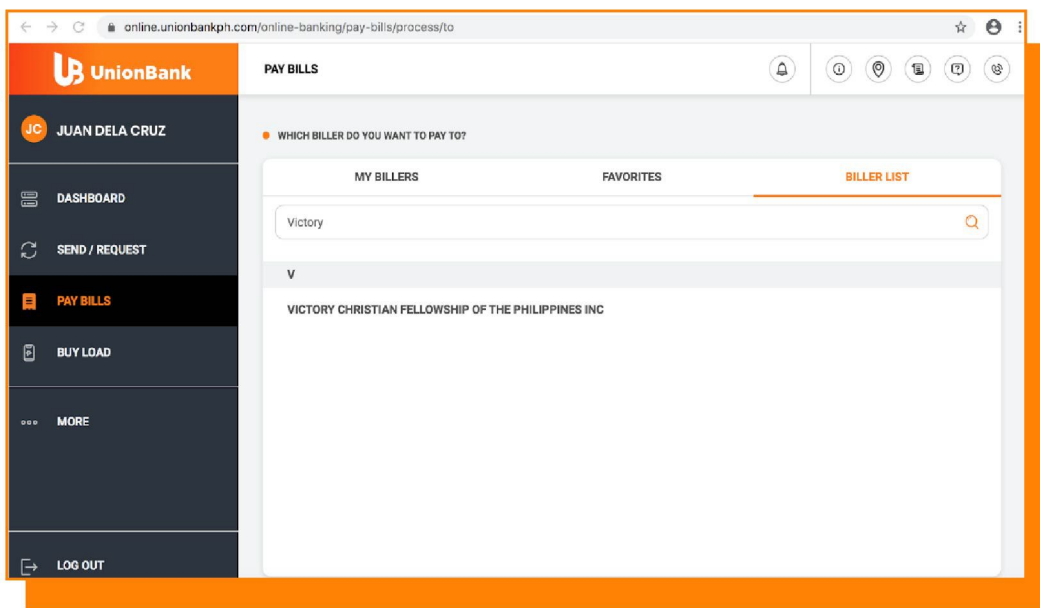 online.unionbankph.com/online-banking/pay-bills/process/to
UB UnionBank
PAY BILLS
JC JUAN DELA CRUZ
WHICH BILLER DO YOU WANT TO PAY TO?
MY BILLERS FAVORITES BILLER LIST
DASHBOARD
Victory
SEND / REQUEST
V
PAY BILLS
VICTORY CHRISTIAN FELLOWSHIP OF THE PHILIPPINES INC
BUY LOAD
MORE
LOG OUT